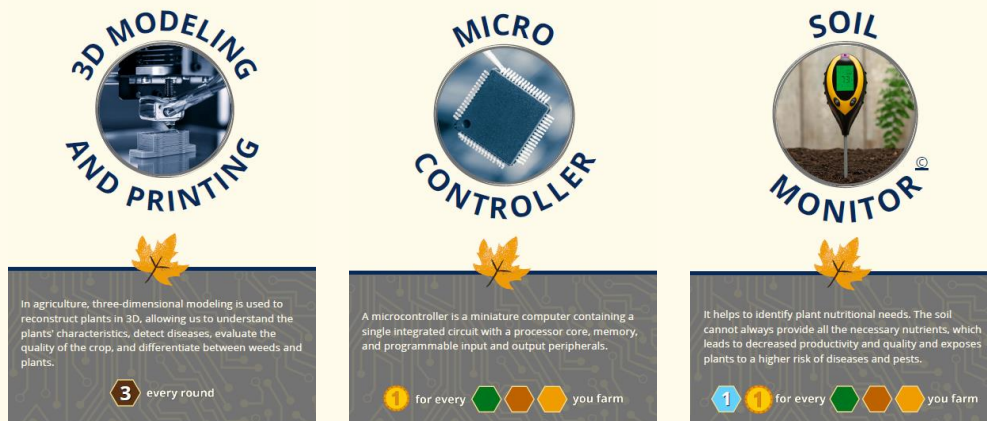 3D MODELING
AND PRINTING
In agriculture, three-dimensional modeling is used to
reconstruct plants in 3D, allowing us to understand the
plants' characteristics, detect diseases, evaluate the
quality of the crop, and differentiate between weeds and
plants.
3 every round
MICRO
CONTROLLER
A microcontroller is a miniature computer containing a
single integrated circuit with a processor core, memory,
and programmable input and output peripherals.
1 for every you farm
SOIL
MONITOR
©
It helps to identify plant nutritional needs. The soil
cannot always provide all the necessary nutrients, which
leads to decreased productivity and quality and exposes
plants to a higher risk of diseases and pests.
1 1 for every you farm